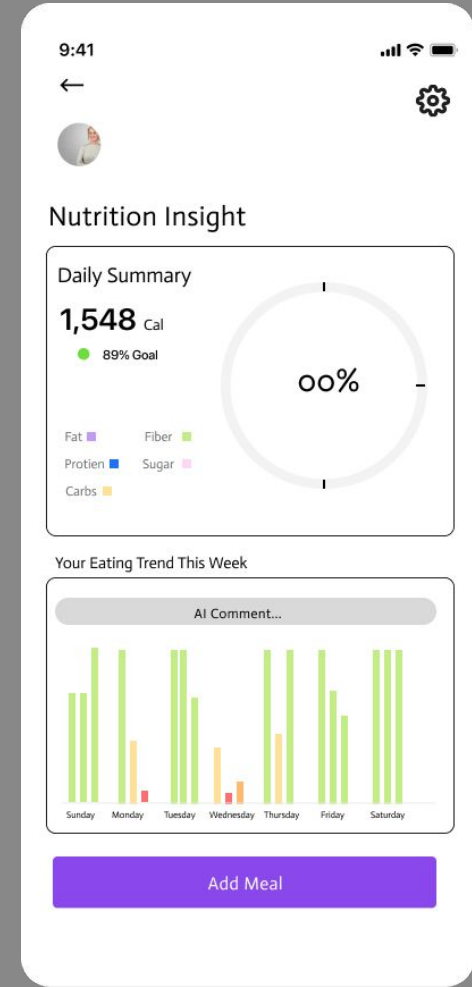 9:41
Nutrition Insight
Daily Summary
1,548 Cal
89% Goal
oo%
Fat
Fiber
Protien
Sugar
Carbs
Your Eating Trend This Week
AI Comment...
Sunday Monday Tuesday Wednesday Thursday Friday Saturday
Add Meal